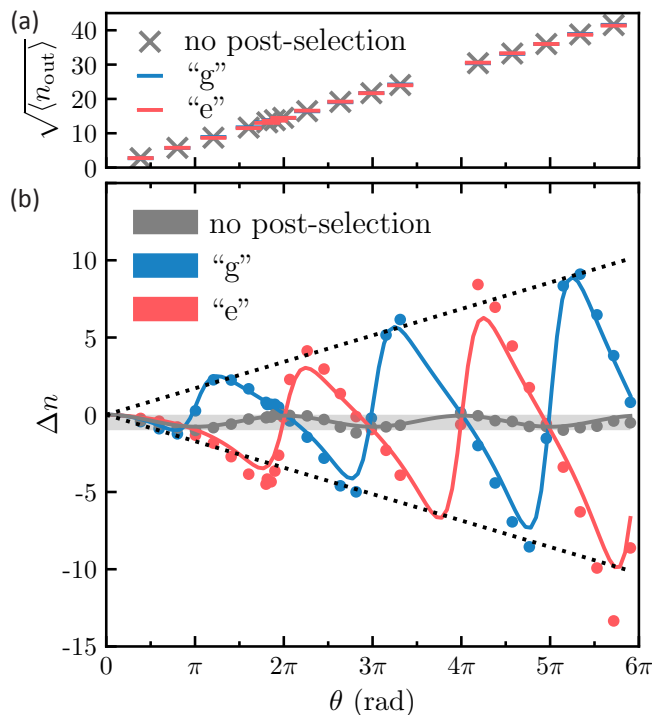 (a)
40
30
20
10
0
√⟨n_out⟩
no post-selection
“g”
“e”
(b)
10
5
0
-5
-10
-15
Δn
no post-selection
“g”
“e”
0 π 2π 3π 4π 5π 6π
θ (rad)